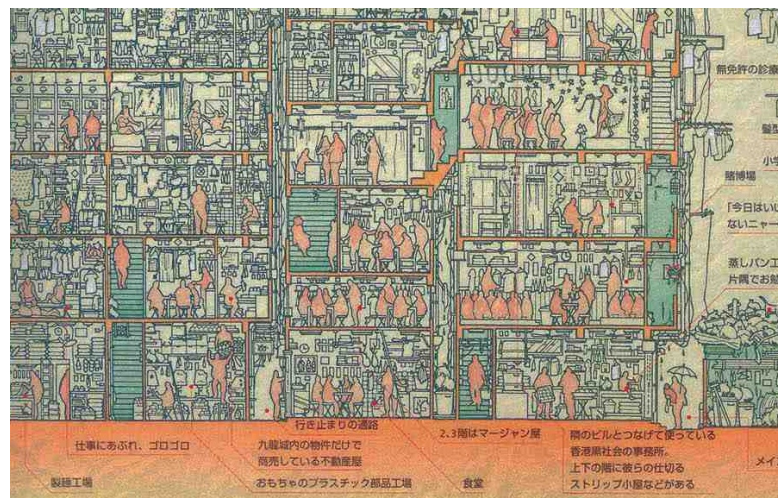 無免許の診療
賭博場
「今日はい
ないニャー
蒸しパン工
片隅でお
行き止まりの通路
仕事にあぶれ、ゴロゴロ
九龍城内の物件だけで
商売している不動産屋
2.3階はマージャン屋
隣のビルとつなげて使っている
香港黒社会の事務所。
上下の階に彼らの仕切る
ストリップ小屋などがある
製麺工場
おもちゃのプラスチック部品工場
食堂
メイ